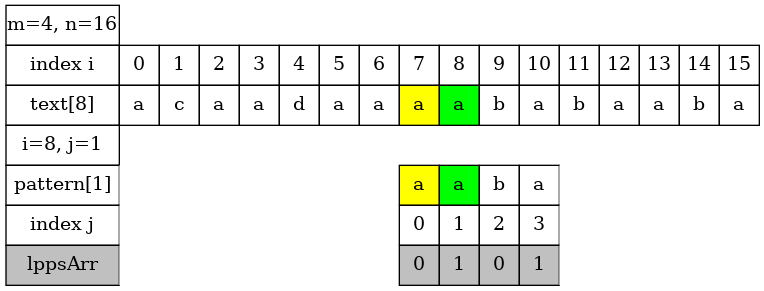 m=4, n=16
index i 0 1 2 3 4 5 6 7 8 9 10 11 12 13 14 15
text[8] a c a a d a a a a b a b a a b a
i=8, j=1
pattern[1] a a b a
index j 0 1 2 3
lppsArr 0 1 0 1